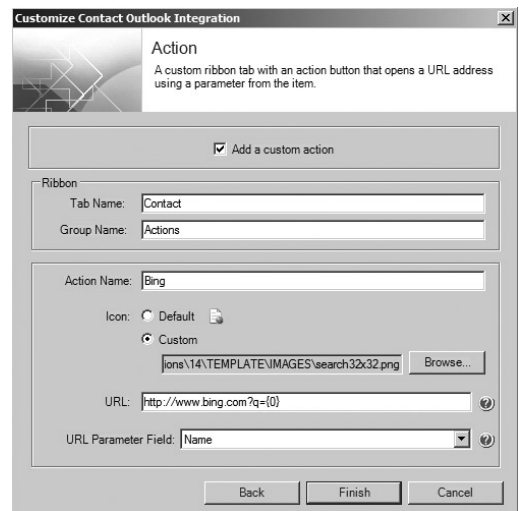 Customize Contact Outlook Integration
Action
A custom ribbon tab with an action button that opens a URL address
using a parameter from the item.
Add a custom action
Ribbon
Tab Name: Contact
Group Name: Actions
Action Name: Bing
Icon: Default
Custom
ions\14\TEMPLATE\IMAGES\search32x32.png Browse...
URL: http://www.bing.com?q={0}
URL Parameter Field: Name
Back Finish Cancel